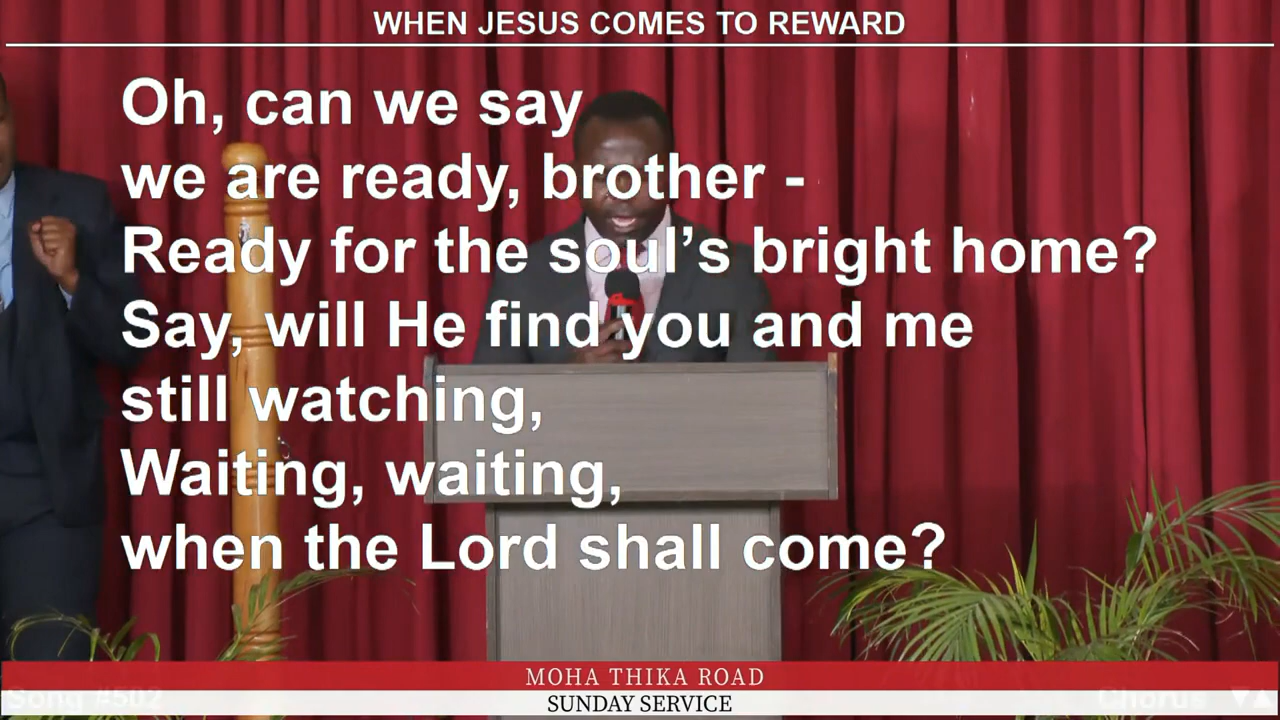 WHEN JESUS COMES TO REWARD
Oh, can we say
we are ready, brother -
Ready for the soul’s bright home?
Say, will He find you and me
still watching,
Waiting, waiting,
when the Lord shall come?
MOHA THIKA ROAD
Song #502
Chorus ▼▲
SUNDAY SERVICE